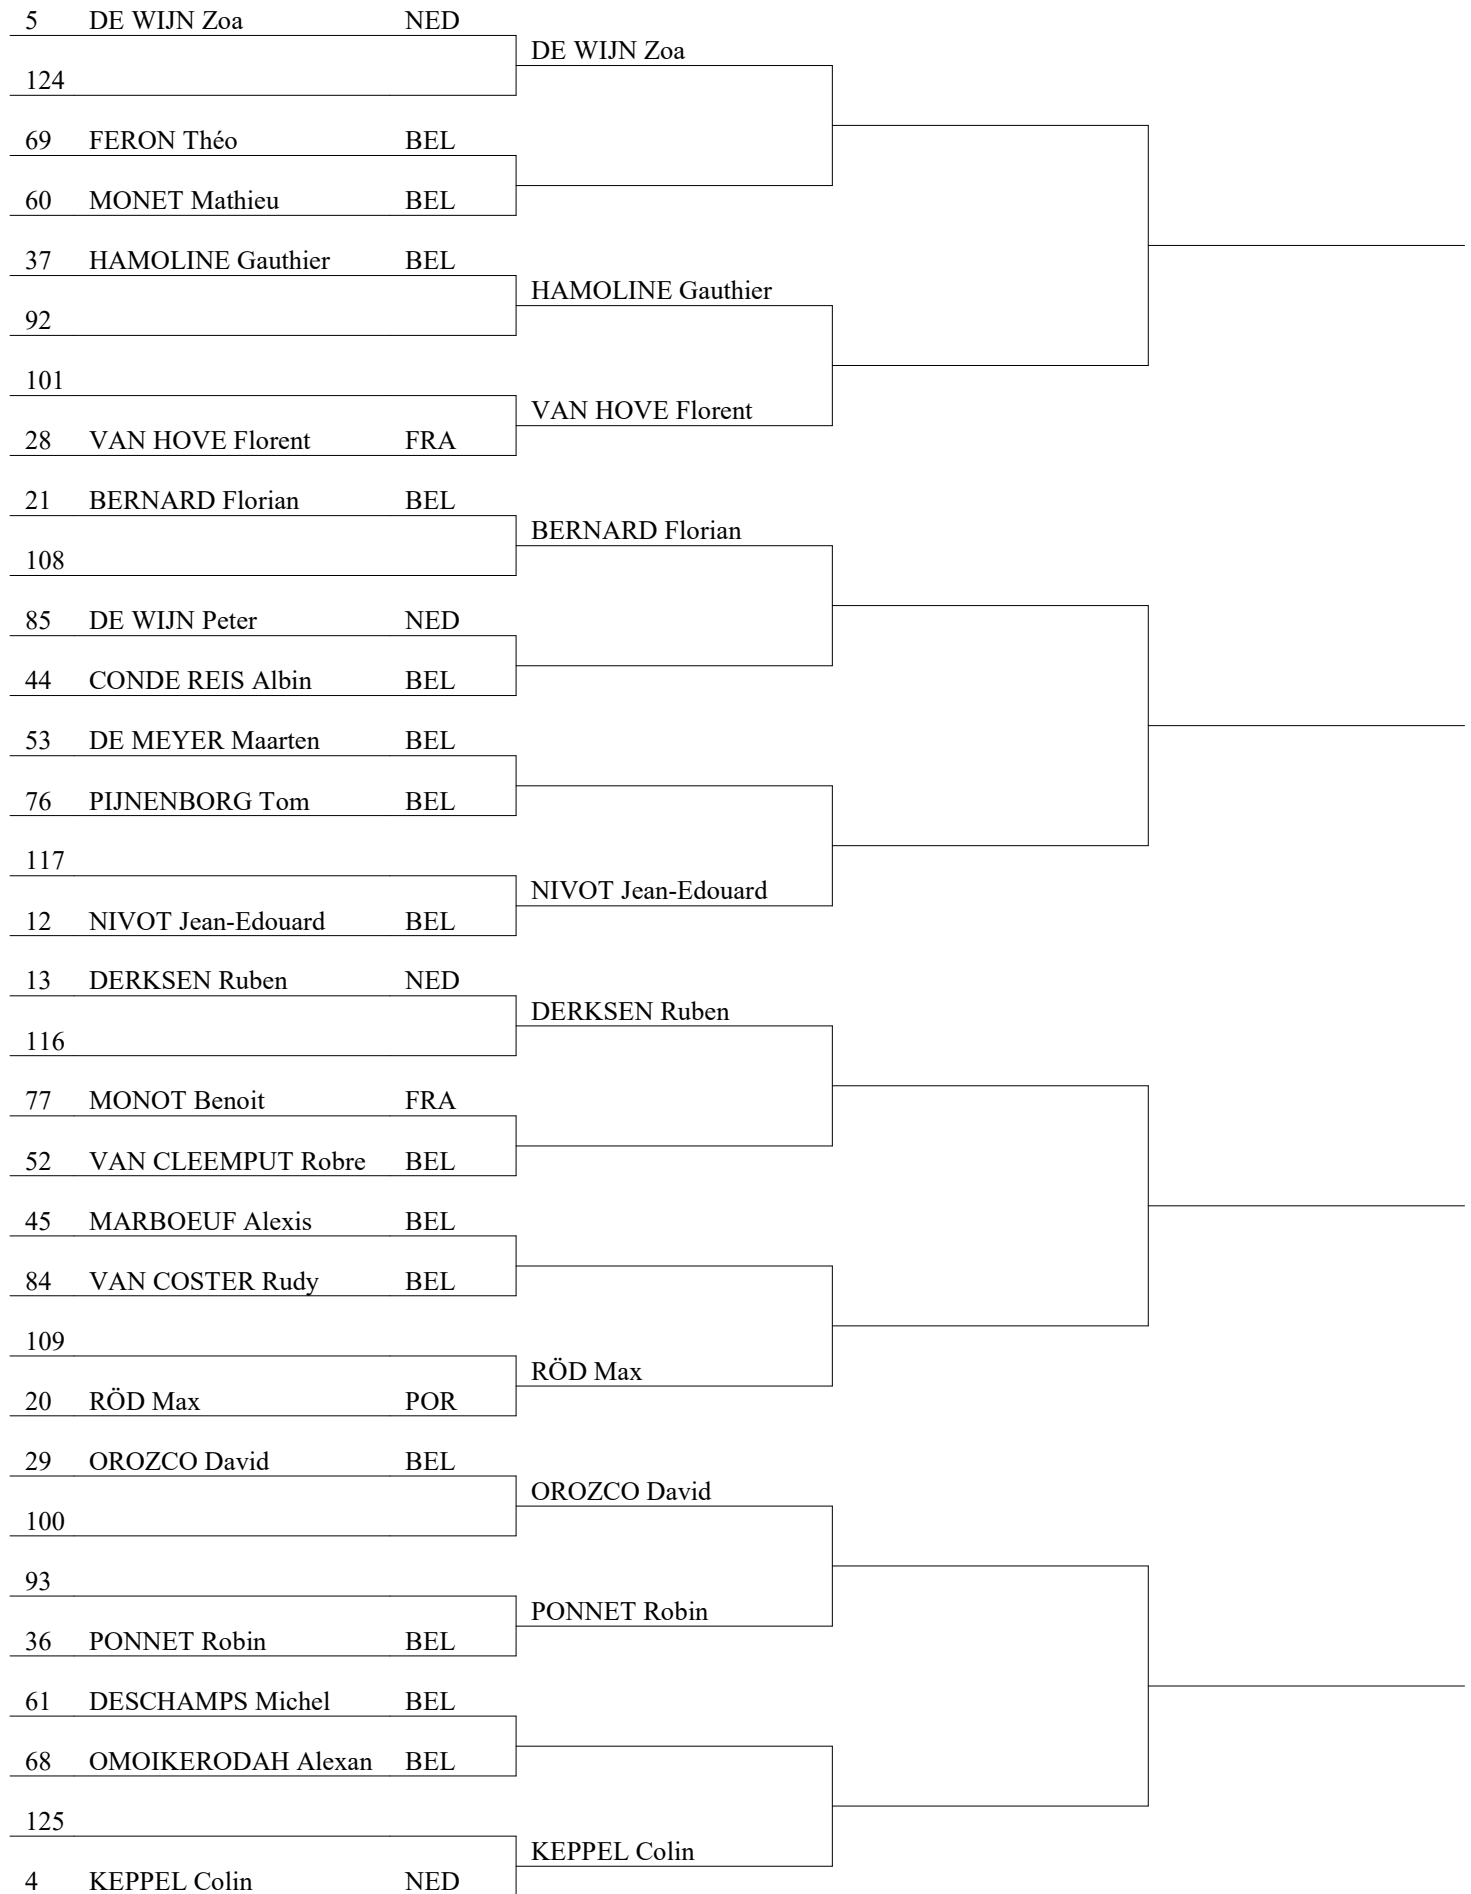 5 DE WIJN Zoa NED
DE WIJN Zoa
124
69 FERON Théo BEL
60 MONET Mathieu BEL
37 HAMOLINE Gauthier BEL
HAMOLINE Gauthier
92
101
VAN HOVE Florent
28 VAN HOVE Florent FRA
21 BERNARD Florian BEL
BERNARD Florian
108
85 DE WIJN Peter NED
44 CONDE REIS Albin BEL
53 DE MEYER Maarten BEL
76 PIJNENBORG Tom BEL
117
NIVOT Jean-Edouard
12 NIVOT Jean-Edouard BEL
13 DERKSEN Ruben NED
DERKSEN Ruben
116
77 MONOT Benoit FRA
52 VAN CLEEMPUT Robre BEL
45 MARBOEUF Alexis BEL
84 VAN COSTER Rudy BEL
109
RÖD Max
20 RÖD Max POR
29 OROZCO David BEL
OROZCO David
100
93
PONNET Robin
36 PONNET Robin BEL
61 DESCHAMPS Michel BEL
68 OMOIKERODAH Alexan BEL
125
KEPPEL Colin
4 KEPPEL Colin NED